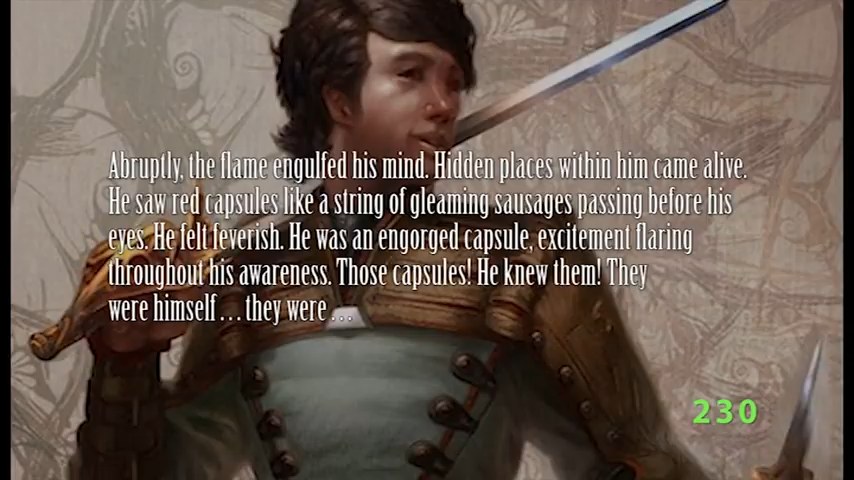 Abruptly, the flame engulfed his mind. Hidden places within him came alive.
He saw red capsules like a string of gleaming sausages passing before his
eyes. He felt feverish. He was an engorged capsule, excitement flaring
throughout his awareness. Those capsules! He knew them! They
were himself . . . they were . . .
230